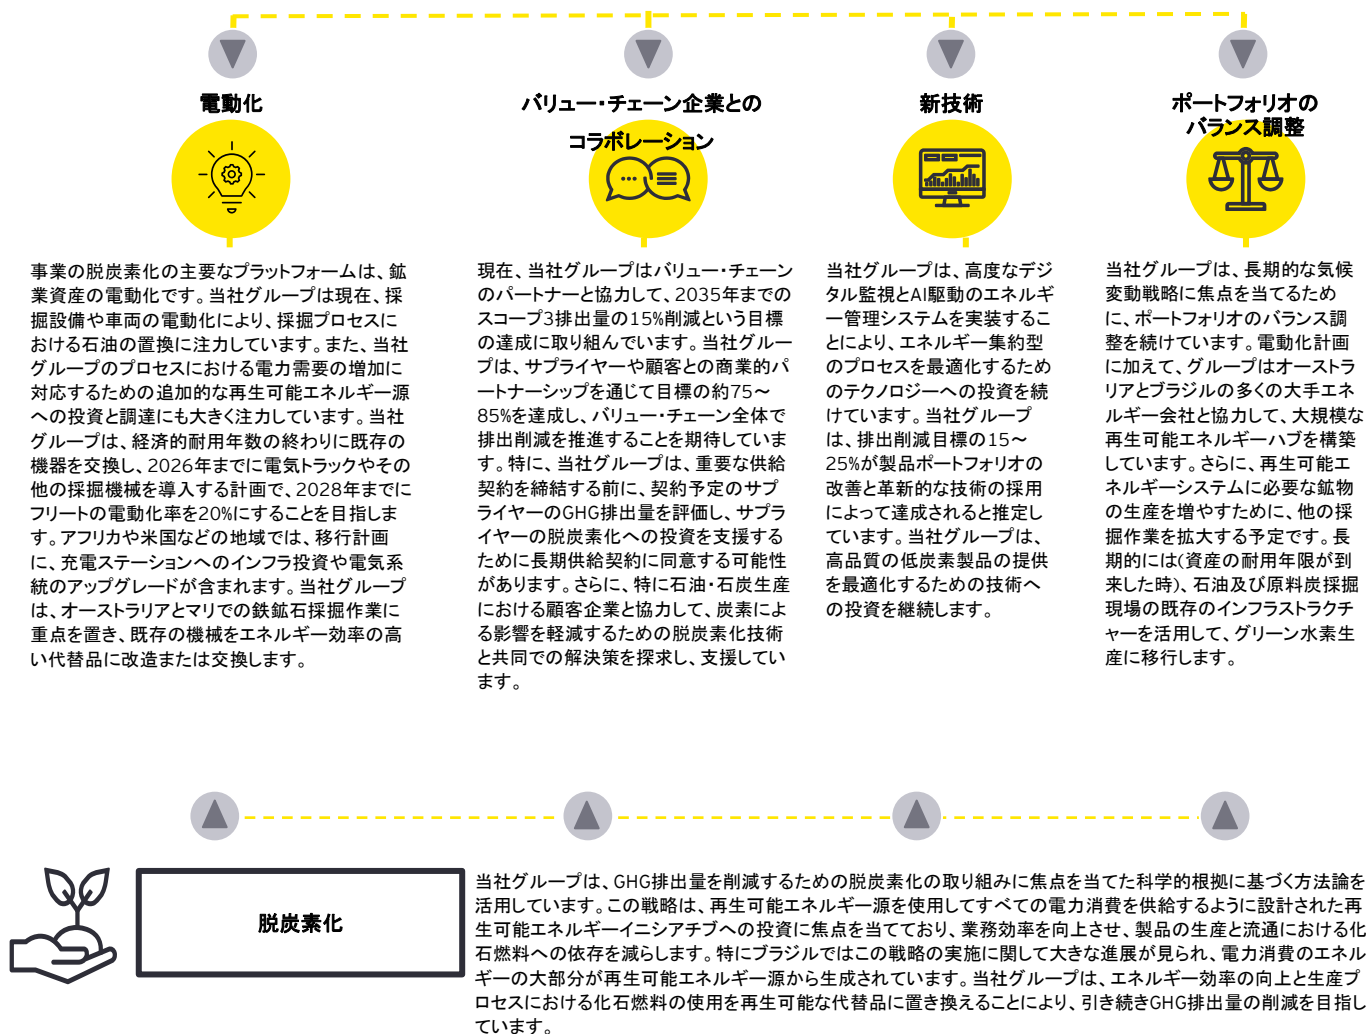 電動化
事業の脱炭素化の主要なプラットフォームは、鉱
業資産の電動化です。当社グループは現在、採
掘設備や車両の電動化により、採掘プロセスに
おける石油の置換に注力しています。また、当社
グループのプロセスにおける電力需要の増加に
対応するための追加的な再生可能エネルギー源
への投資と調達にも大きく注力しています。当社
グループは、経済的耐用年数の終わりに既存の
機器を交換し、2026年までに電気トラックやその
他の採掘機械を導入する計画で、2028年までに
フリートの電動化率を20%にすることを目指しま
す。アフリカや米国などの地域では、移行計画
に、充電ステーションへのインフラ投資や電気系
統のアップグレードが含まれます。当社グループ
は、オーストラリアとマリでの鉄鉱石採掘作業に
重点を置き、既存の機械をエネルギー効率の高
い代替品に改造または交換します。
バリュー・チェーン企業との
コラボレーション
現在、当社グループはバリュー・チェーン
のパートナーと協力して、2035年までの
スコープ3排出量の15%削減という目標
の達成に取り組んでいます。当社グルー
プは、サプライヤーや顧客との商業的パ
ートナーシップを通じて目標の約75～
85%を達成し、バリュー・チェーン全体で
排出削減を推進することを期待していま
す。特に、当社グループは、重要な供給
契約を締結する前に、契約予定のサプ
ライヤーのGHG排出量を評価し、サプラ
イヤーの脱炭素化への投資を支援する
ために長期供給契約に同意する可能性
があります。さらに、特に石油・石炭生産
における顧客企業と協力して、炭素によ
る影響を軽減するための脱炭素化技術
と共同での解決策を探求し、支援してい
ます。
新技術
当社グループは、高度なデジ
タル監視とAI駆動のエネルギ
ー管理システムを実装するこ
とにより、エネルギー集約型
のプロセスを最適化するため
のテクノロジーへの投資を続
けています。当社グループ
は、排出削減目標の15～
25%が製品ポートフォリオの
改善と革新的な技術の採用
によって達成されると推定し
ています。当社グループは、
高品質の低炭素製品の提供
を最適化するための技術へ
の投資を継続します。
ポートフォリオの
バランス調整
当社グループは、長期的な気候
変動戦略に焦点を当てるため
に、ポートフォリオのバランス調
整を続けています。電動化計画
に加えて、グループはオーストラ
リアとブラジルの多くの大手エネ
ルギー会社と協力して、大規模な
再生可能エネルギーハブを構築
しています。さらに、再生可能エ
ネルギーシステムに必要な鉱物
の生産を増やすために、他の採
掘作業を拡大する予定です。長
期的には(資産の耐用年限が到
来した時)、石油及び原料炭採掘
現場の既存のインフラストラクチ
ャーを活用して、グリーン水素生
産に移行します。
脱炭素化
当社グループは、GHG排出量を削減するための脱炭素化の取り組みに焦点を当てた科学的根拠に基づく方法論を
活用しています。この戦略は、再生可能エネルギー源を使用してすべての電力消費を供給するように設計された再
生可能エネルギーイニシアチブへの投資に焦点を当てており、業務効率を向上させ、製品の生産と流通における化
石燃料への依存を減らします。特にブラジルではこの戦略の実施に関して大きな進展が見られ、電力消費のエネル
ギーの大部分が再生可能エネルギー源から生成されています。当社グループは、エネルギー効率の向上と生産プ
ロセスにおける化石燃料の使用を再生可能な代替品に置き換えることにより、引き続きGHG排出量の削減を目指し
ています。